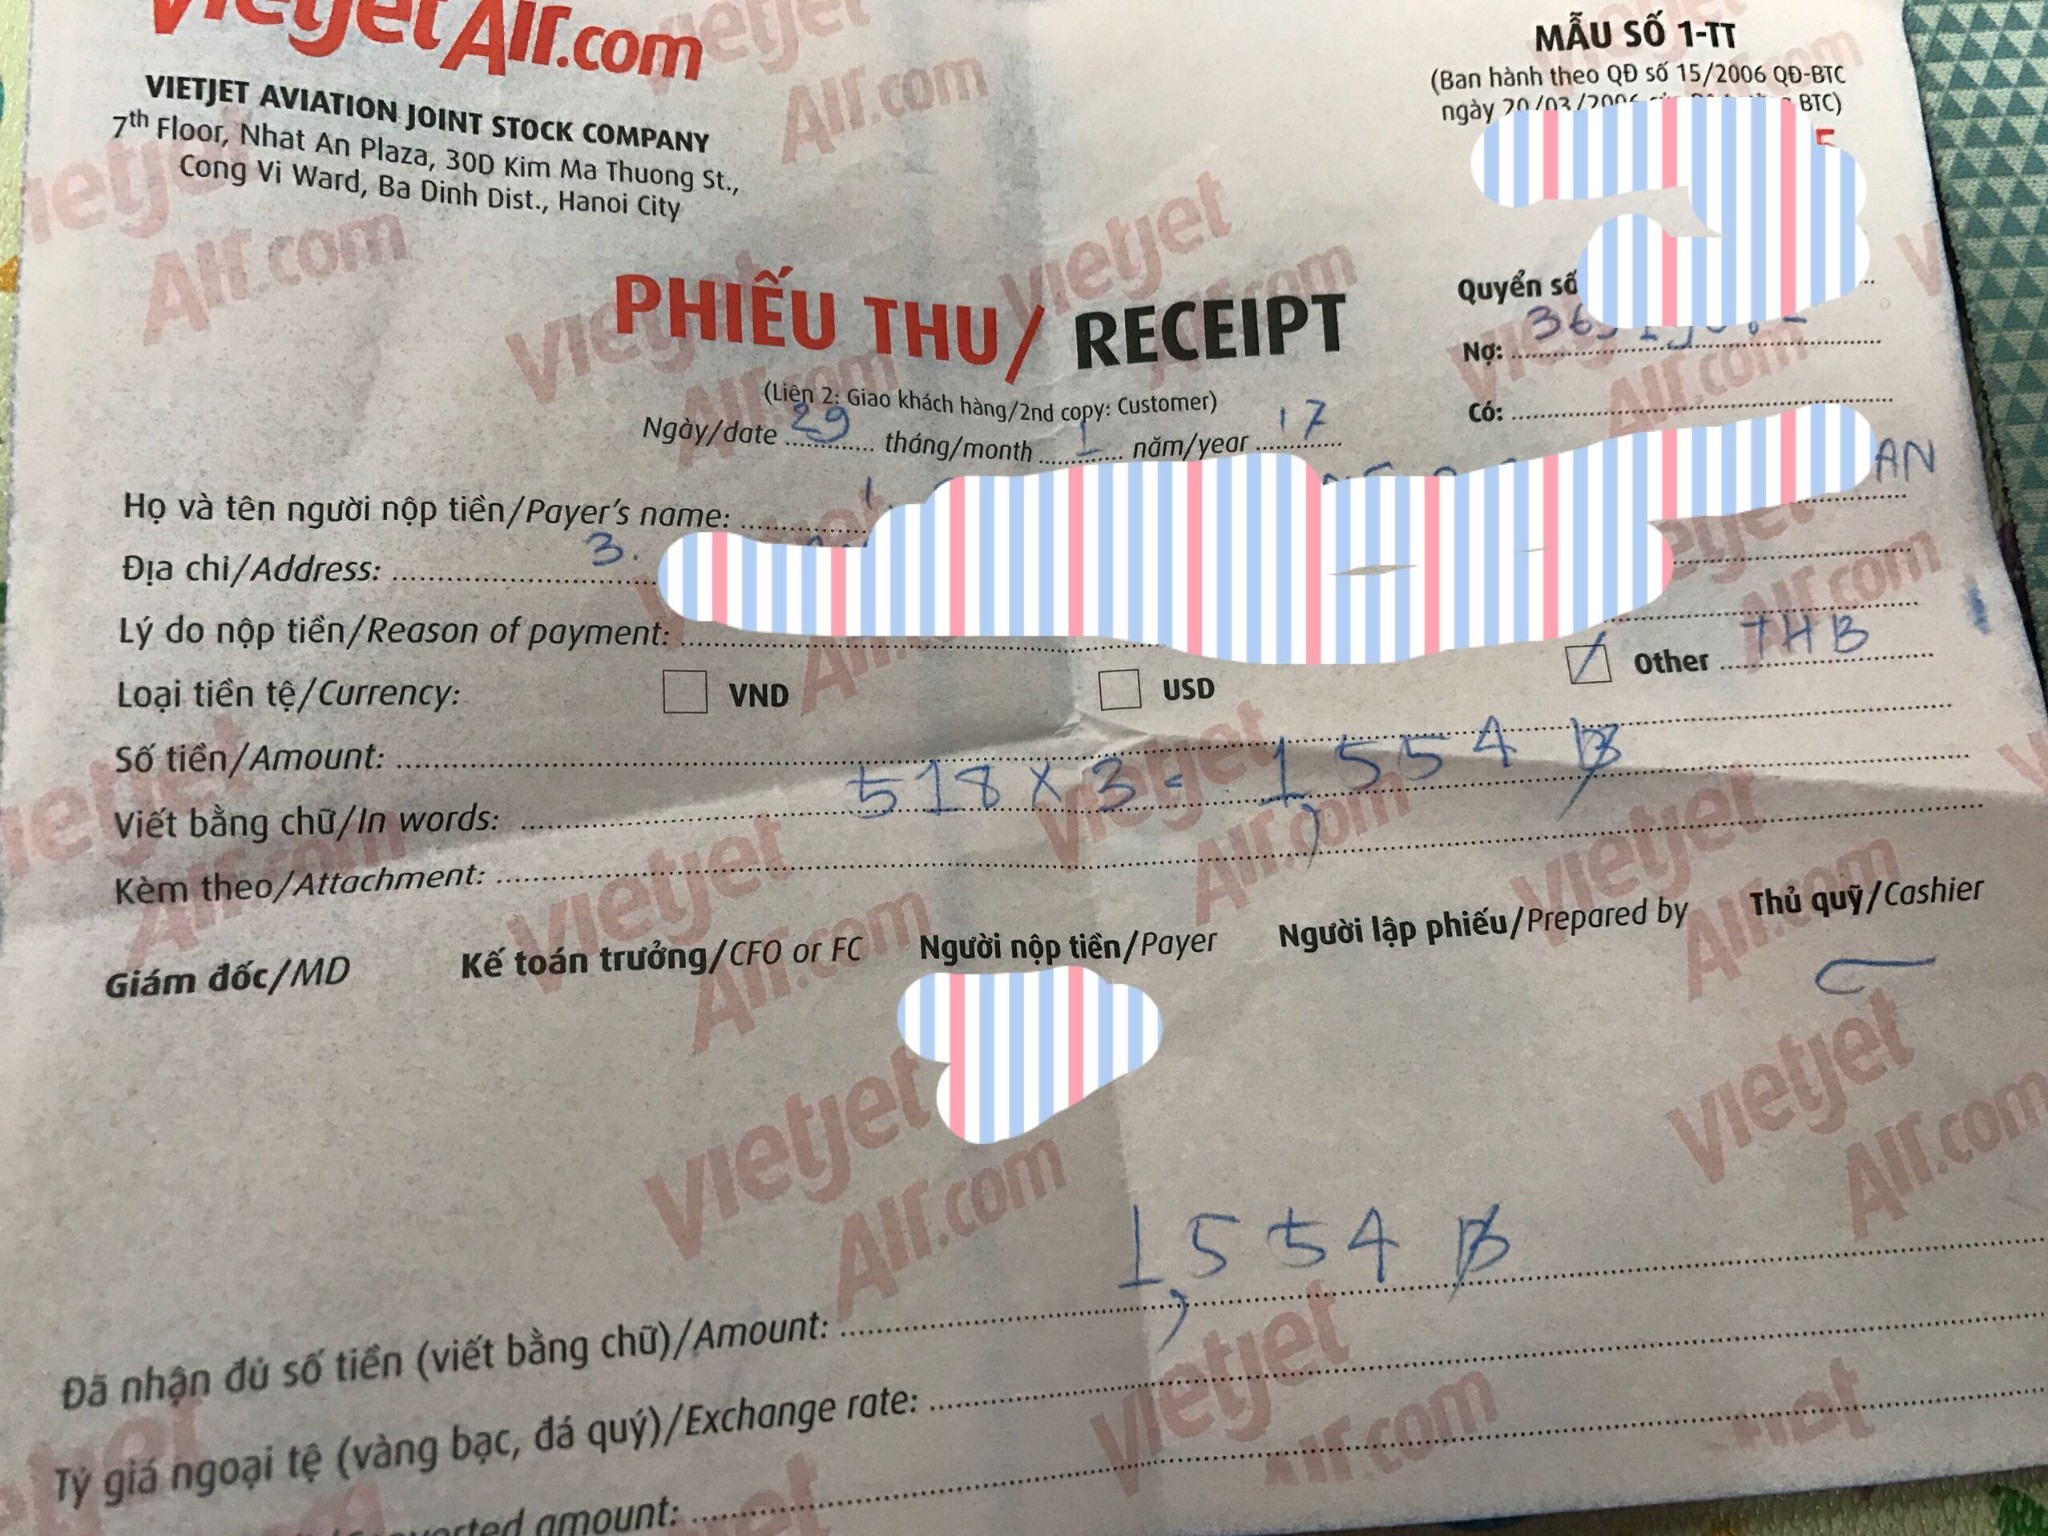 VietjetAir.com
VIETJET AVIATION JOINT STOCK COMPANY
7th Floor, Nhat An Plaza, 30D Kim Ma Thuong St.,
Cong Vi Ward, Ba Dinh Dist., Hanoi City
MẪU SỐ 1-TT
(Ban hành theo QĐ số 15/2006 QĐ-BTC
ngày 20/03/2006 BTC)
PHIẾU THU/ RECEIPT
(Liên 2: Giao khách hàng/2nd copy: Customer)
Quyển số
Nợ:
Có:
Ngày/date 29 tháng/month 1 năm/year 17
Họ và tên người nộp tiền/Payer's name: AN
Địa chỉ/Address: 3.
Lý do nộp tiền/Reason of payment:
Loại tiền tệ/Currency: VND USD Other THB
Số tiền/Amount: 518 x 3 = 1,554 ฿
Viết bằng chữ/In words:
Kèm theo/Attachment:
Giám đốc/MD Kế toán trưởng/CFO or FC Người nộp tiền/Payer Người lập phiếu/Prepared by Thủ quỹ/Cashier
Đã nhận đủ số tiền (viết bằng chữ)/Amount: 1,554 ฿
Tỷ giá ngoại tệ (vàng bạc, đá quý)/Exchange rate:
amount: